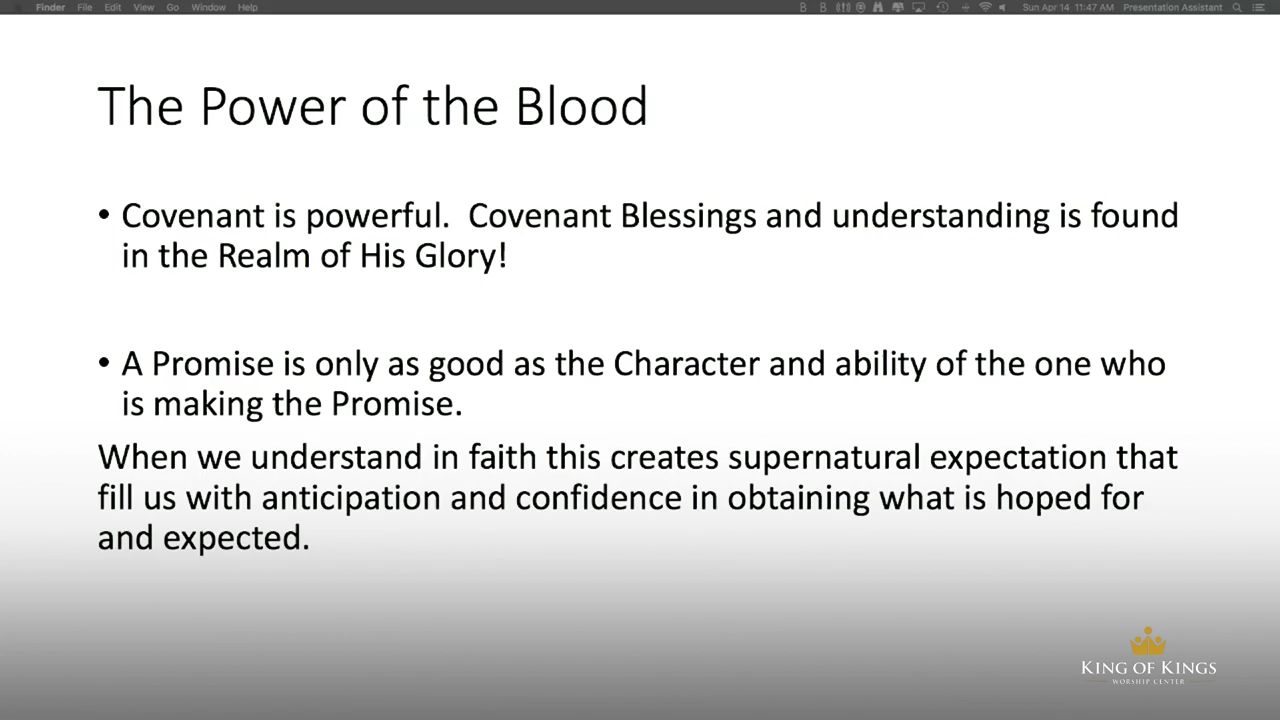 Finder File Edit View Go Window Help Sun Apr 14 11:47 AM Presentation Assistant
The Power of the Blood
• Covenant is powerful.  Covenant Blessings and understanding is found
in the Realm of His Glory!
• A Promise is only as good as the Character and ability of the one who
is making the Promise.
When we understand in faith this creates supernatural expectation that
fill us with anticipation and confidence in obtaining what is hoped for
and expected.
KING OF KINGS
WORSHIP CENTER